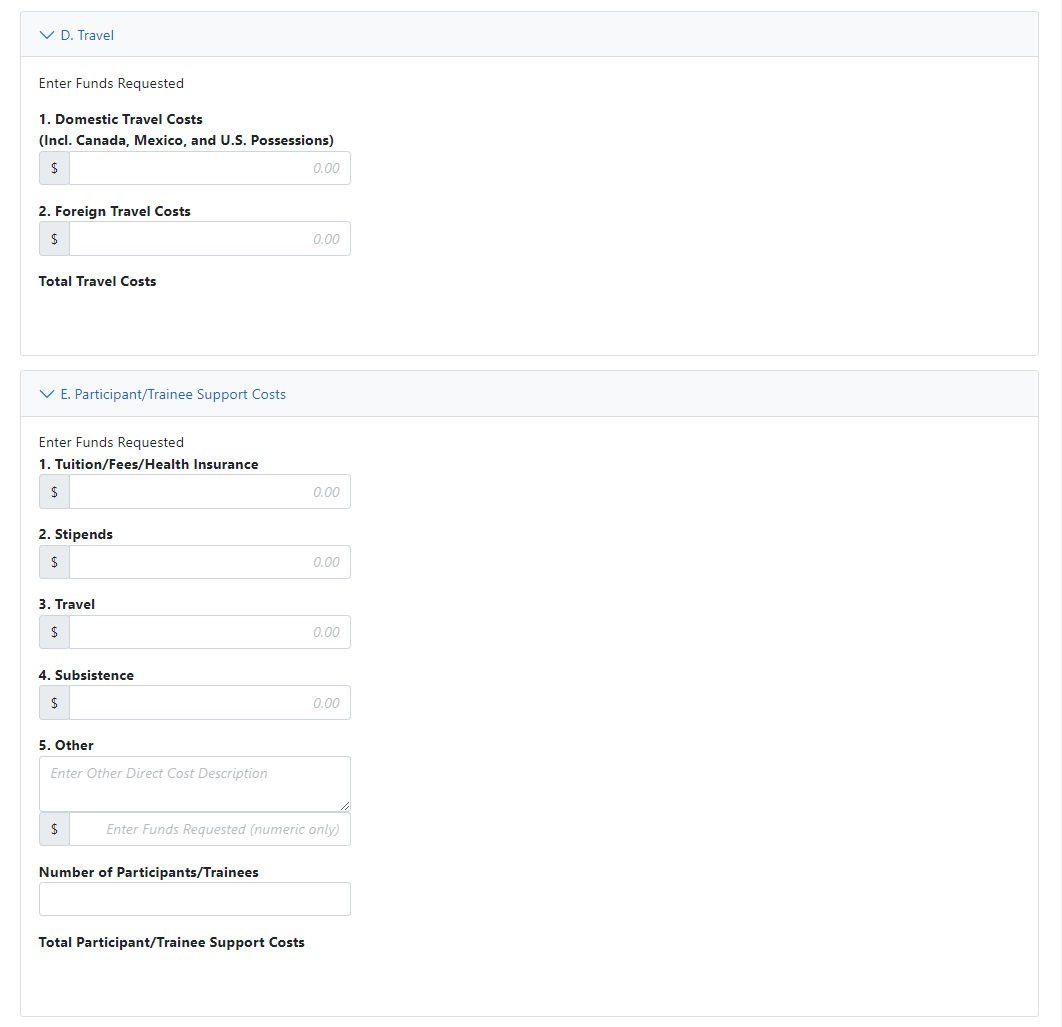 D. Travel
Enter Funds Requested
1. Domestic Travel Costs
(Incl. Canada, Mexico, and U.S. Possessions)
$ 0.00
2. Foreign Travel Costs
$ 0.00
Total Travel Costs
E. Participant/Trainee Support Costs
Enter Funds Requested
1. Tuition/Fees/Health Insurance
$ 0.00
2. Stipends
$ 0.00
3. Travel
$ 0.00
4. Subsistence
$ 0.00
5. Other
Enter Other Direct Cost Description
$ Enter Funds Requested (numeric only)
Number of Participants/Trainees
Total Participant/Trainee Support Costs